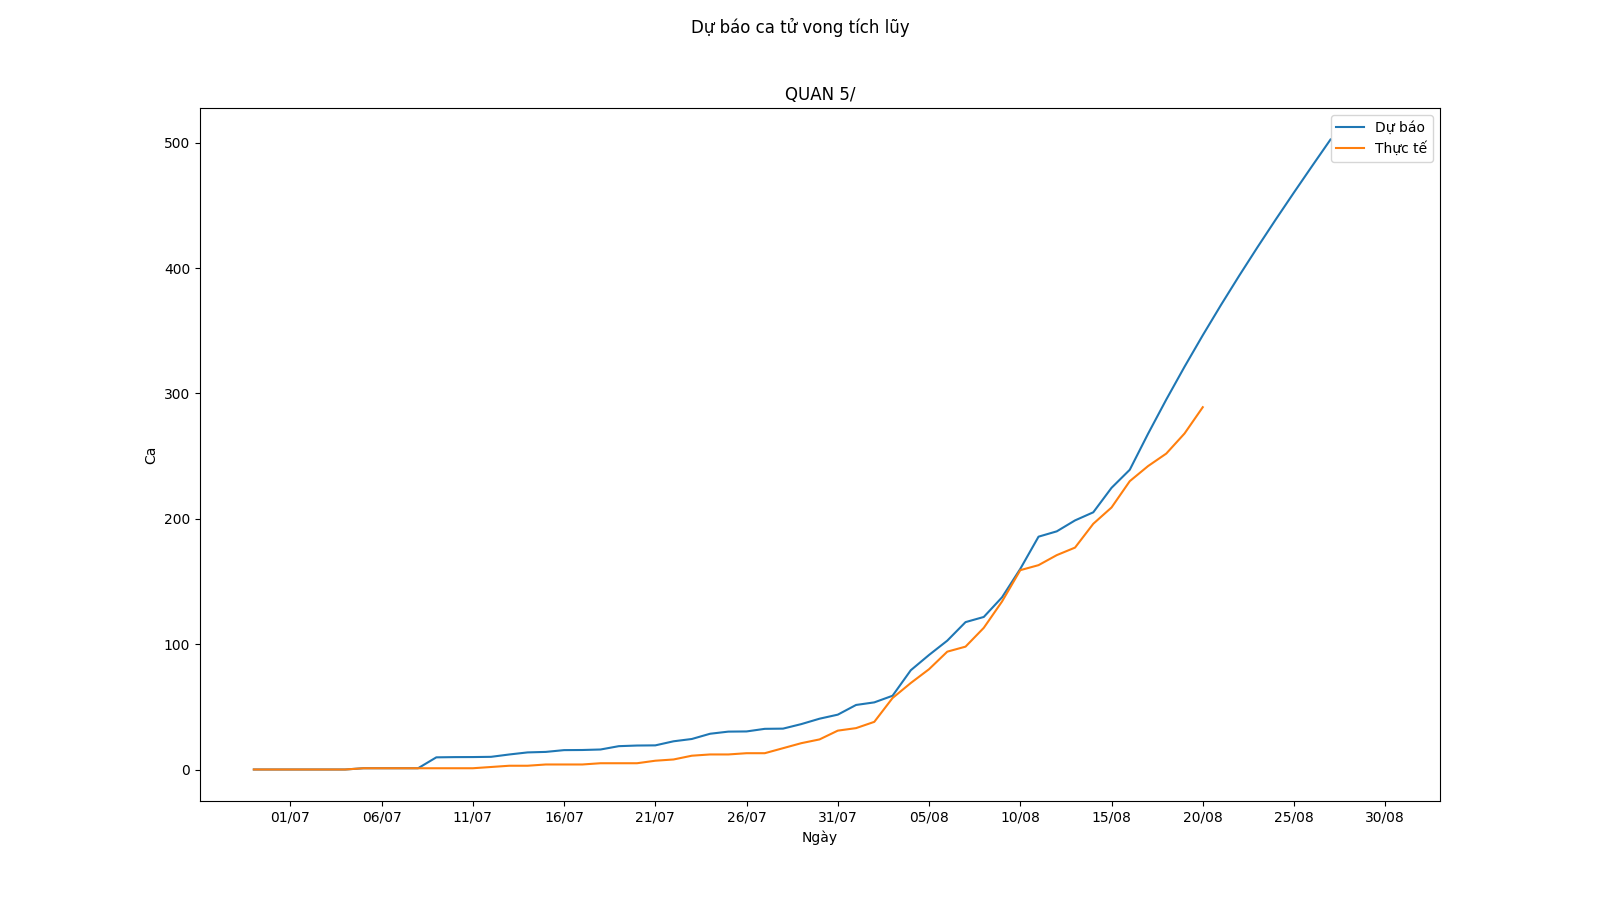 Dự báo ca tử vong tích lũy
QUAN 5/
Dự báo
Thực tế
500
400
300
200
100
0
Ca
01/07 06/07 11/07 16/07 21/07 26/07 31/07 05/08 10/08 15/08 20/08 25/08 30/08
Ngày